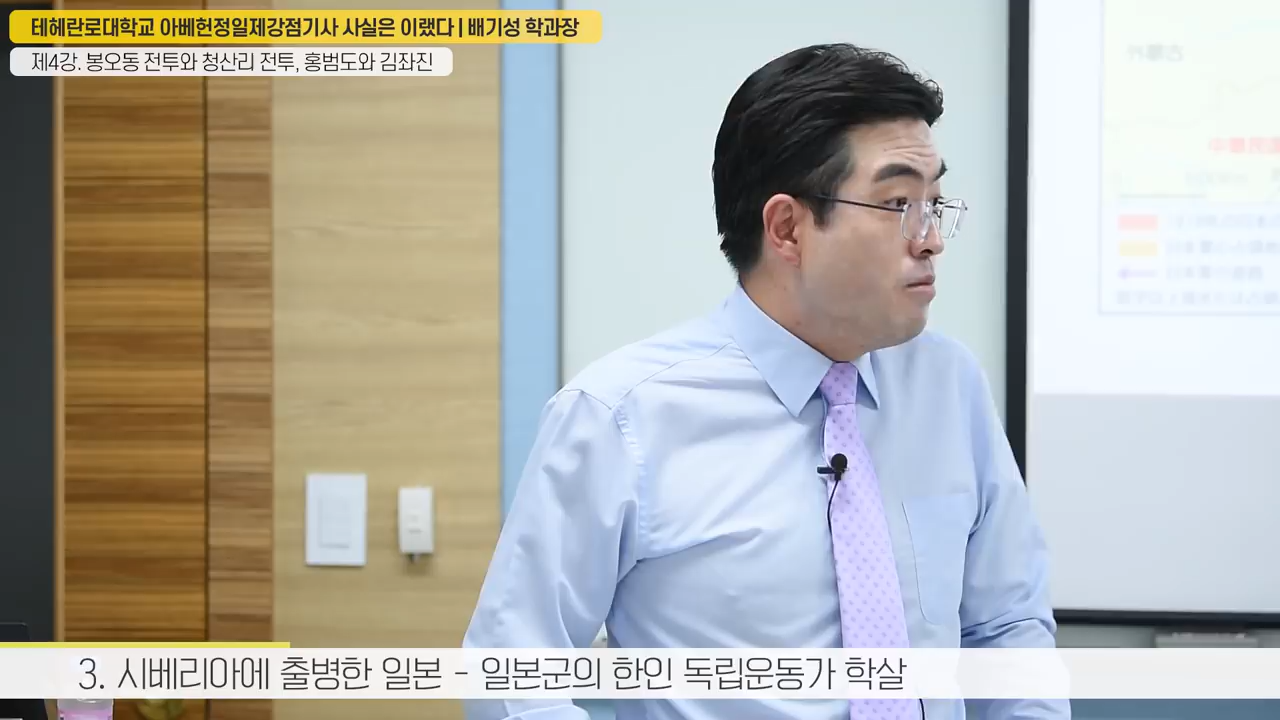 테헤란로대학교 아베헌정일제강점기사 사실은 이랬다 | 배기성 학과장
제4강. 봉오동 전투와 청산리 전투, 홍범도와 김좌진
3. 시베리아에 출병한 일본 - 일본군의 한인 독립운동가 학살